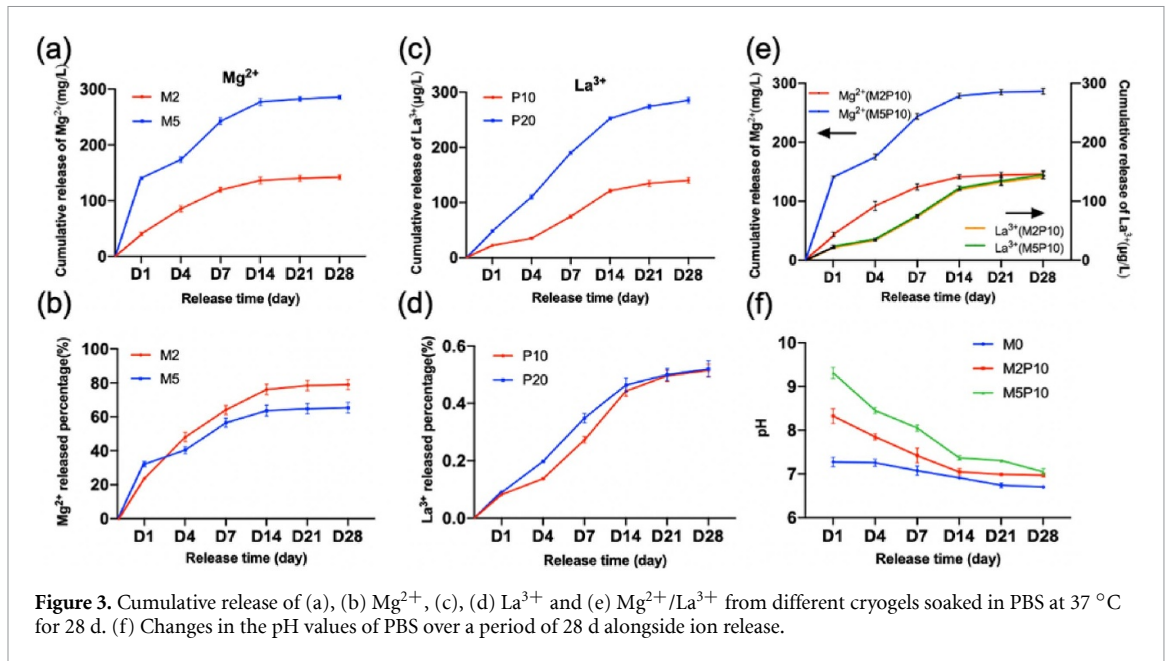 (a)
Mg²⁺
M2
M5
Cumulative release of Mg²⁺(mg/L)
300
200
100
0
D1 D4 D7 D14 D21 D28
Release time (day)
(c)
La³⁺
P10
P20
Cumulative release of La³⁺(μg/L)
300
200
100
0
D1 D4 D7 D14 D21 D28
Release time (day)
(e)
Mg²⁺(M2P10)
Mg²⁺(M5P10)
La³⁺(M2P10)
La³⁺(M5P10)
Cumulative release of Mg²⁺(mg/L)
300
200
100
0
Cumulative release of La³⁺(μg/L)
300
200
100
0
D1 D4 D7 D14 D21 D28
Release time (day)
(b)
M2
M5
Mg²⁺ released percentage(%)
100
80
60
40
20
0
D1 D4 D7 D14 D21 D28
Release time (day)
(d)
P10
P20
La³⁺ released percentage(%)
0.6
0.4
0.2
0.0
D1 D4 D7 D14 D21 D28
Release time (day)
(f)
M0
M2P10
M5P10
pH
10
9
8
7
6
D1 D4 D7 D14 D21 D28
Release time (day)
Figure 3. Cumulative release of (a), (b) Mg²⁺, (c), (d) La³⁺ and (e) Mg²⁺/La³⁺ from different cryogels soaked in PBS at 37 °C
for 28 d. (f) Changes in the pH values of PBS over a period of 28 d alongside ion release.